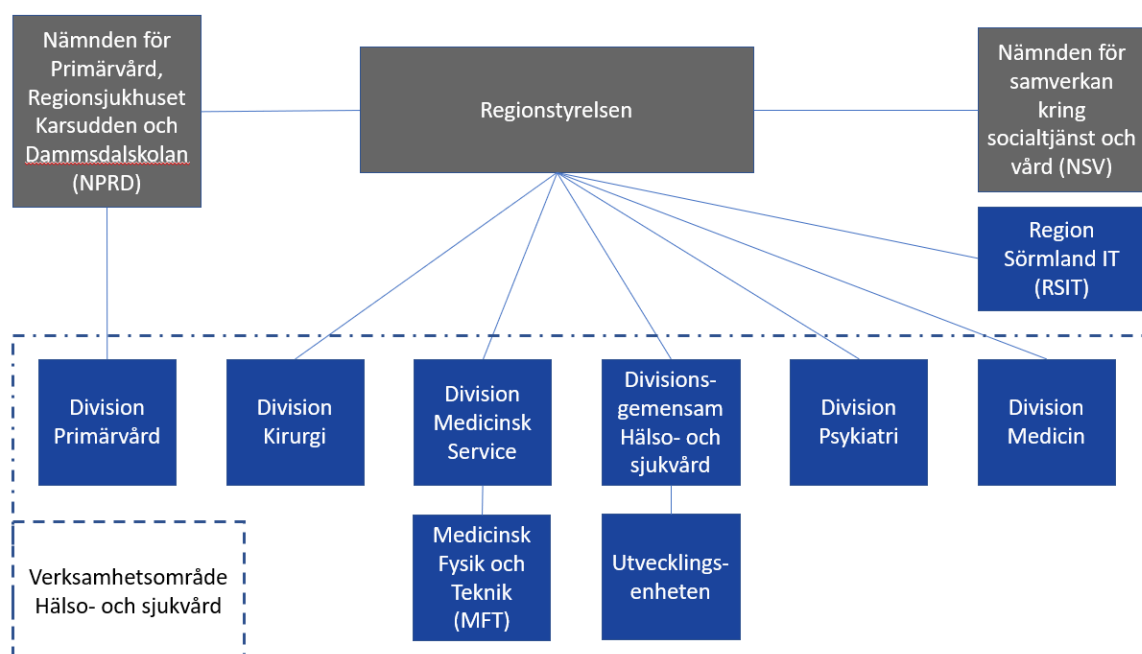 Nämnden för
Primärvård,
Regionsjukhuset
Karsudden och
Dammsdalskolan
(NPRD)
Regionstyrelsen
Nämnden för
samverkan
kring
socialtjänst och
vård (NSV)
Region
Sörmland IT
(RSIT)
Division
Primärvård
Division
Kirurgi
Division
Medicinsk
Service
Divisions-
gemensam
Hälso- och
sjukvård
Division
Psykiatri
Division
Medicin
Verksamhetsområde
Hälso- och sjukvård
Medicinsk
Fysik och
Teknik
(MFT)
Utvecklings-
enheten